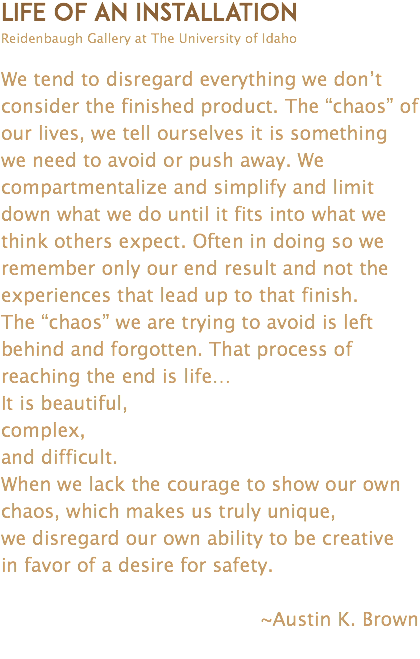 LIFE OF AN INSTALLATION
Reidenbaugh Gallery at The University of Idaho
We tend to disregard everything we don't
consider the finished product. The “chaos” of
our lives, we tell ourselves it is something
we need to avoid or push away. We
compartmentalize and simplify and limit
down what we do until it fits into what we
think others expect. Often in doing so we
remember only our end result and not the
experiences that lead up to that finish.
The “chaos” we are trying to avoid is left
behind and forgotten. That process of
reaching the end is life...
It is beautiful,
complex,
and difficult.
When we lack the courage to show our own
chaos, which makes us truly unique,
we disregard our own ability to be creative
in favor of a desire for safety.
~Austin K. Brown